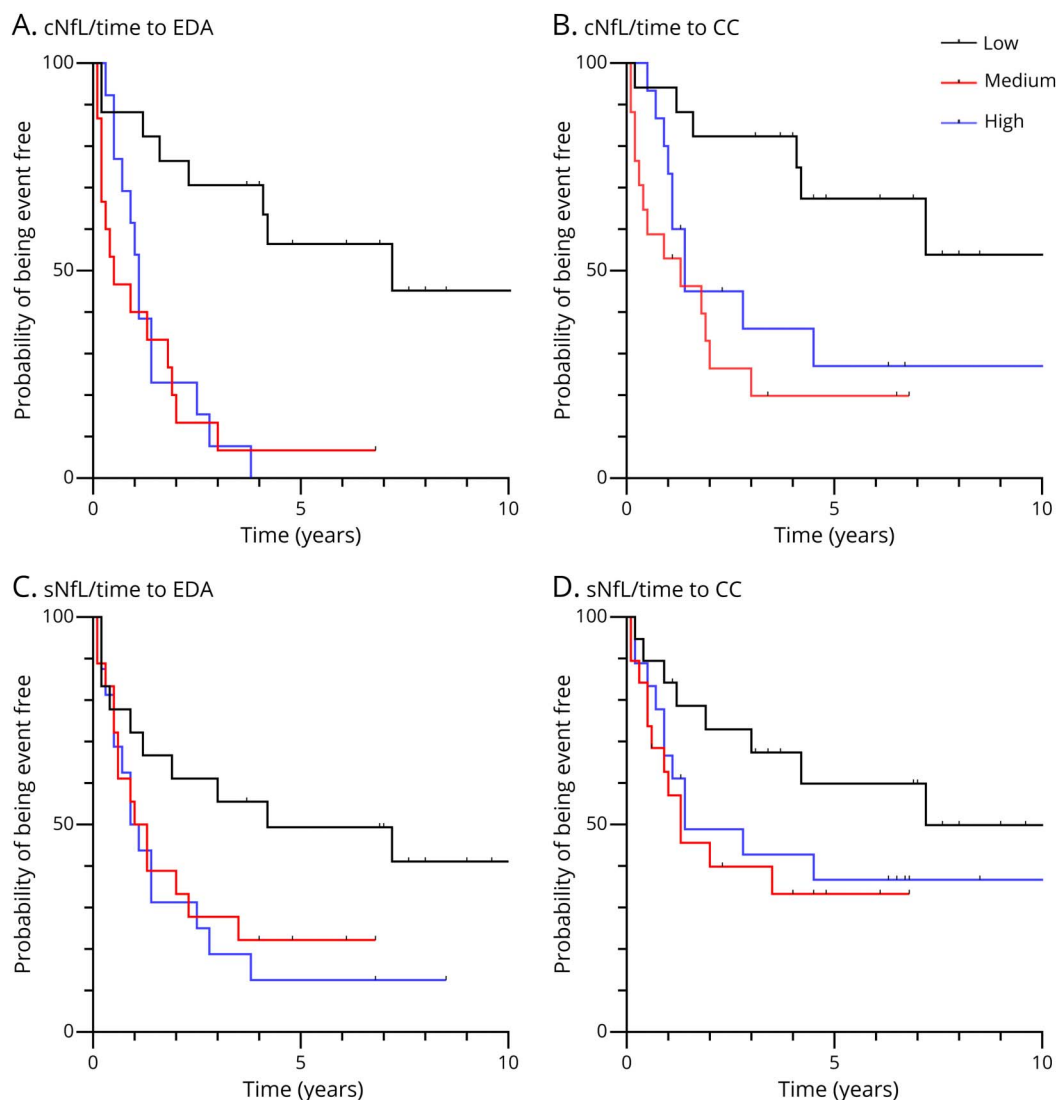 A. cNfL/time to EDA
100
50
0
Probability of being event free
0 5 10
Time (years)
B. cNfL/time to CC
100
50
0
Probability of being event free
0 5 10
Time (years)
Low
Medium
High
C. sNfL/time to EDA
100
50
0
Probability of being event free
0 5 10
Time (years)
D. sNfL/time to CC
100
50
0
Probability of being event free
0 5 10
Time (years)